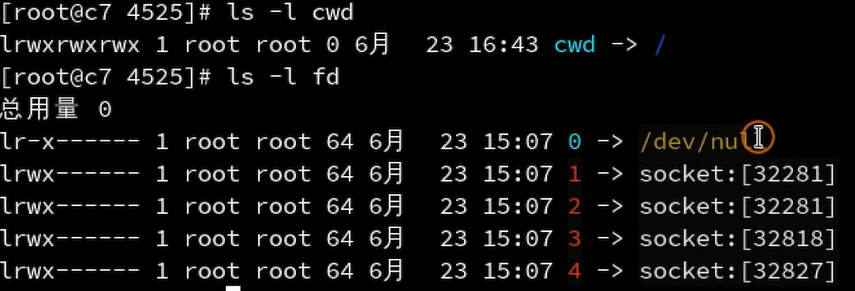 [root@c7 4525]# ls -l cwd
lrwxrwxrwx 1 root root 0 6月 23 16:43 cwd -> /
[root@c7 4525]# ls -l fd
总用量 0
lr-x------ 1 root root 64 6月 23 15:07 0 -> /dev/null
lrwx------ 1 root root 64 6月 23 15:07 1 -> socket:[32281]
lrwx------ 1 root root 64 6月 23 15:07 2 -> socket:[32281]
lrwx------ 1 root root 64 6月 23 15:07 3 -> socket:[32818]
lrwx------ 1 root root 64 6月 23 15:07 4 -> socket:[32827]